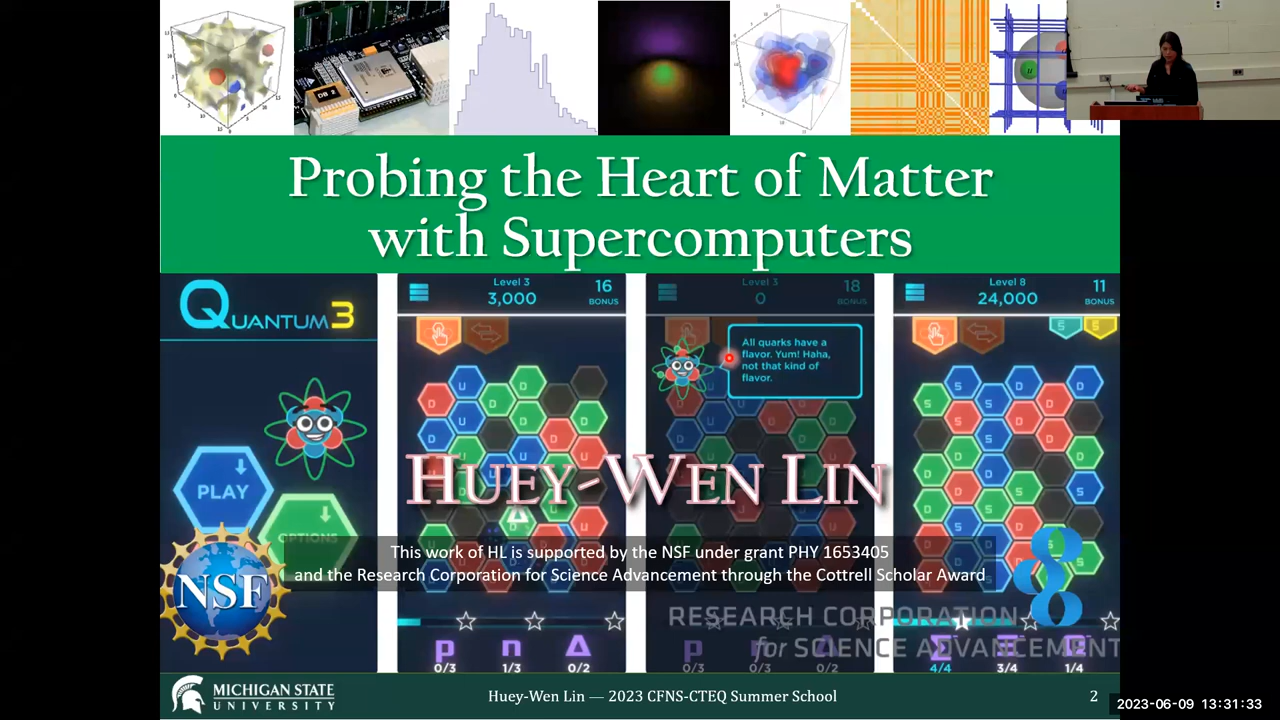 DB 2
u
Probing the Heart of Matter
with Supercomputers
QUANTUM3
PLAY
OPTIONS
Level 3
3,000
16
BONUS
Level 3
0
18
BONUS
All quarks have a
flavor. Yum! Haha,
not that kind of
flavor.
Level 8
24,000
11
BONUS
HUEY-WEN LIN
This work of HL is supported by the NSF under grant PHY 1653405
and the Research Corporation for Science Advancement through the Cottrell Scholar Award
NSF
RESEARCH CORPORATION
for SCIENCE ADVANCEMENT
p n Δ
0/3 1/3 0/2
p n Δ
0/3 0/3 0/2
4/4 3/4 1/4
MICHIGAN STATE
UNIVERSITY
Huey-Wen Lin — 2023 CFNS-CTEQ Summer School
2
2023-06-09 13:31:33